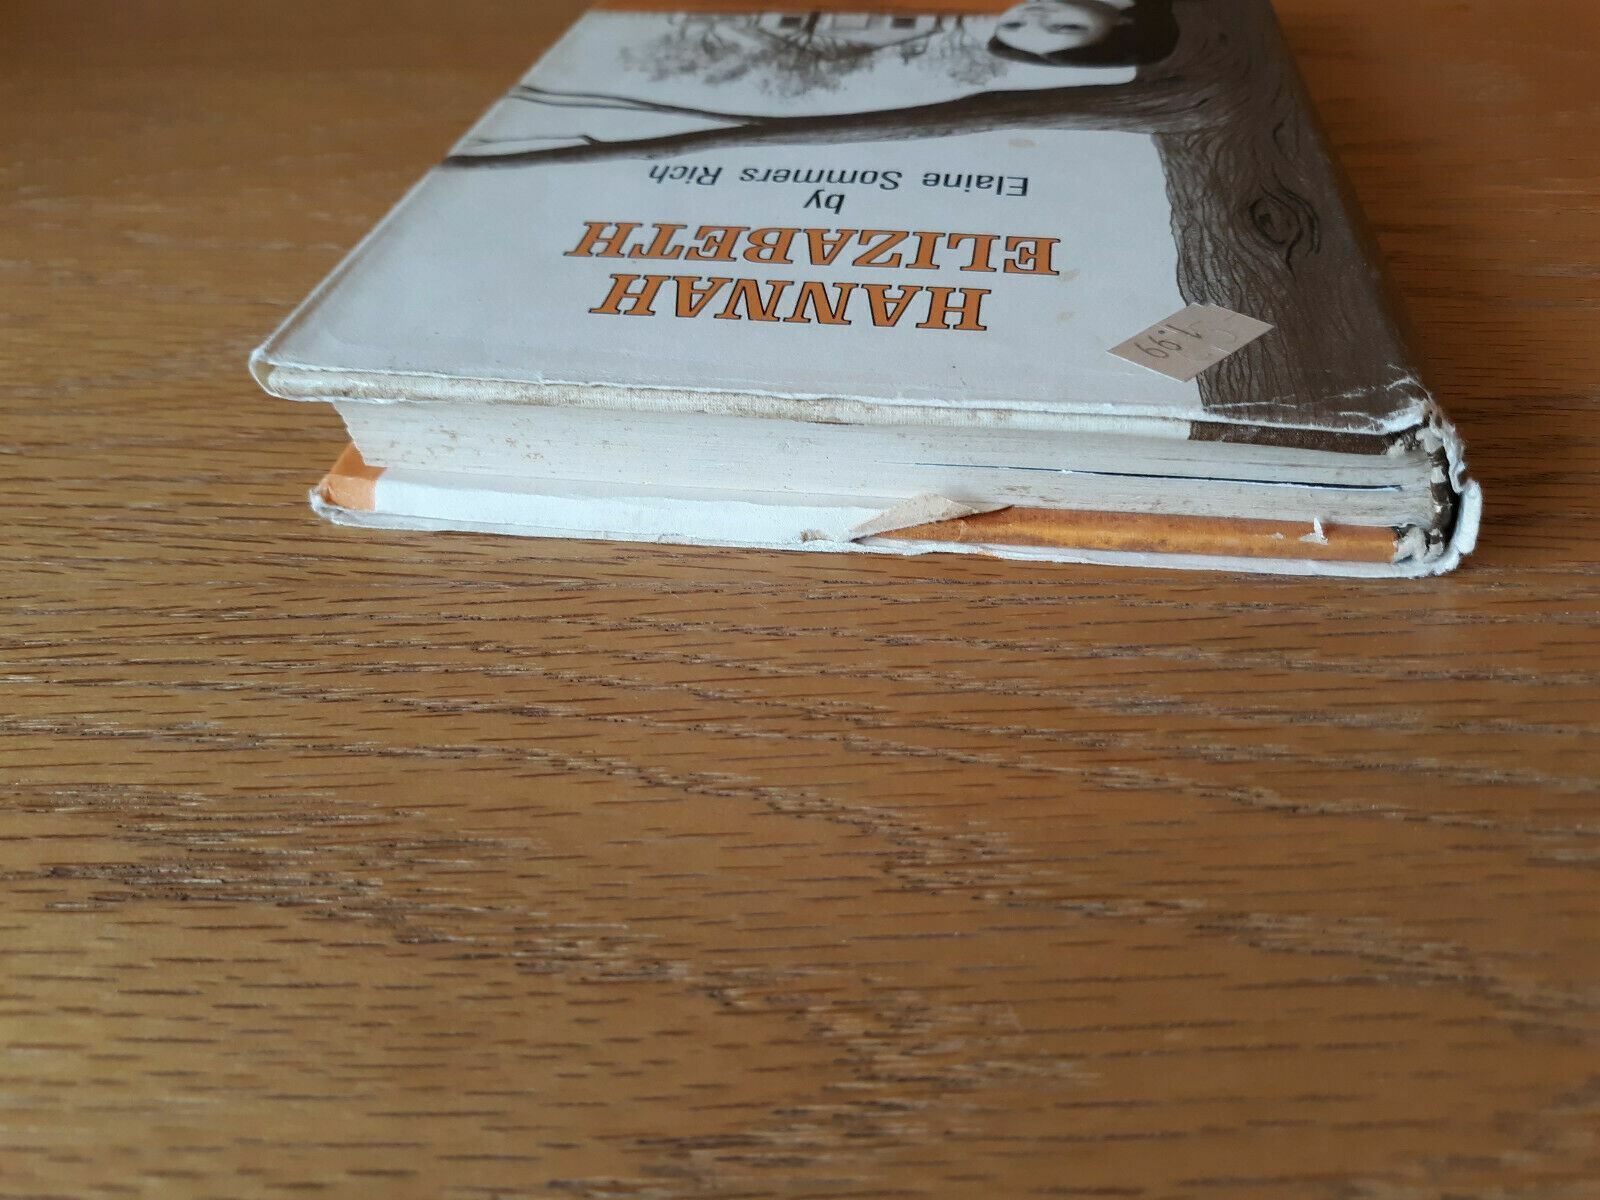 HANNAH
ELIZABETH
by
Elaine Sommers Rich
1.99